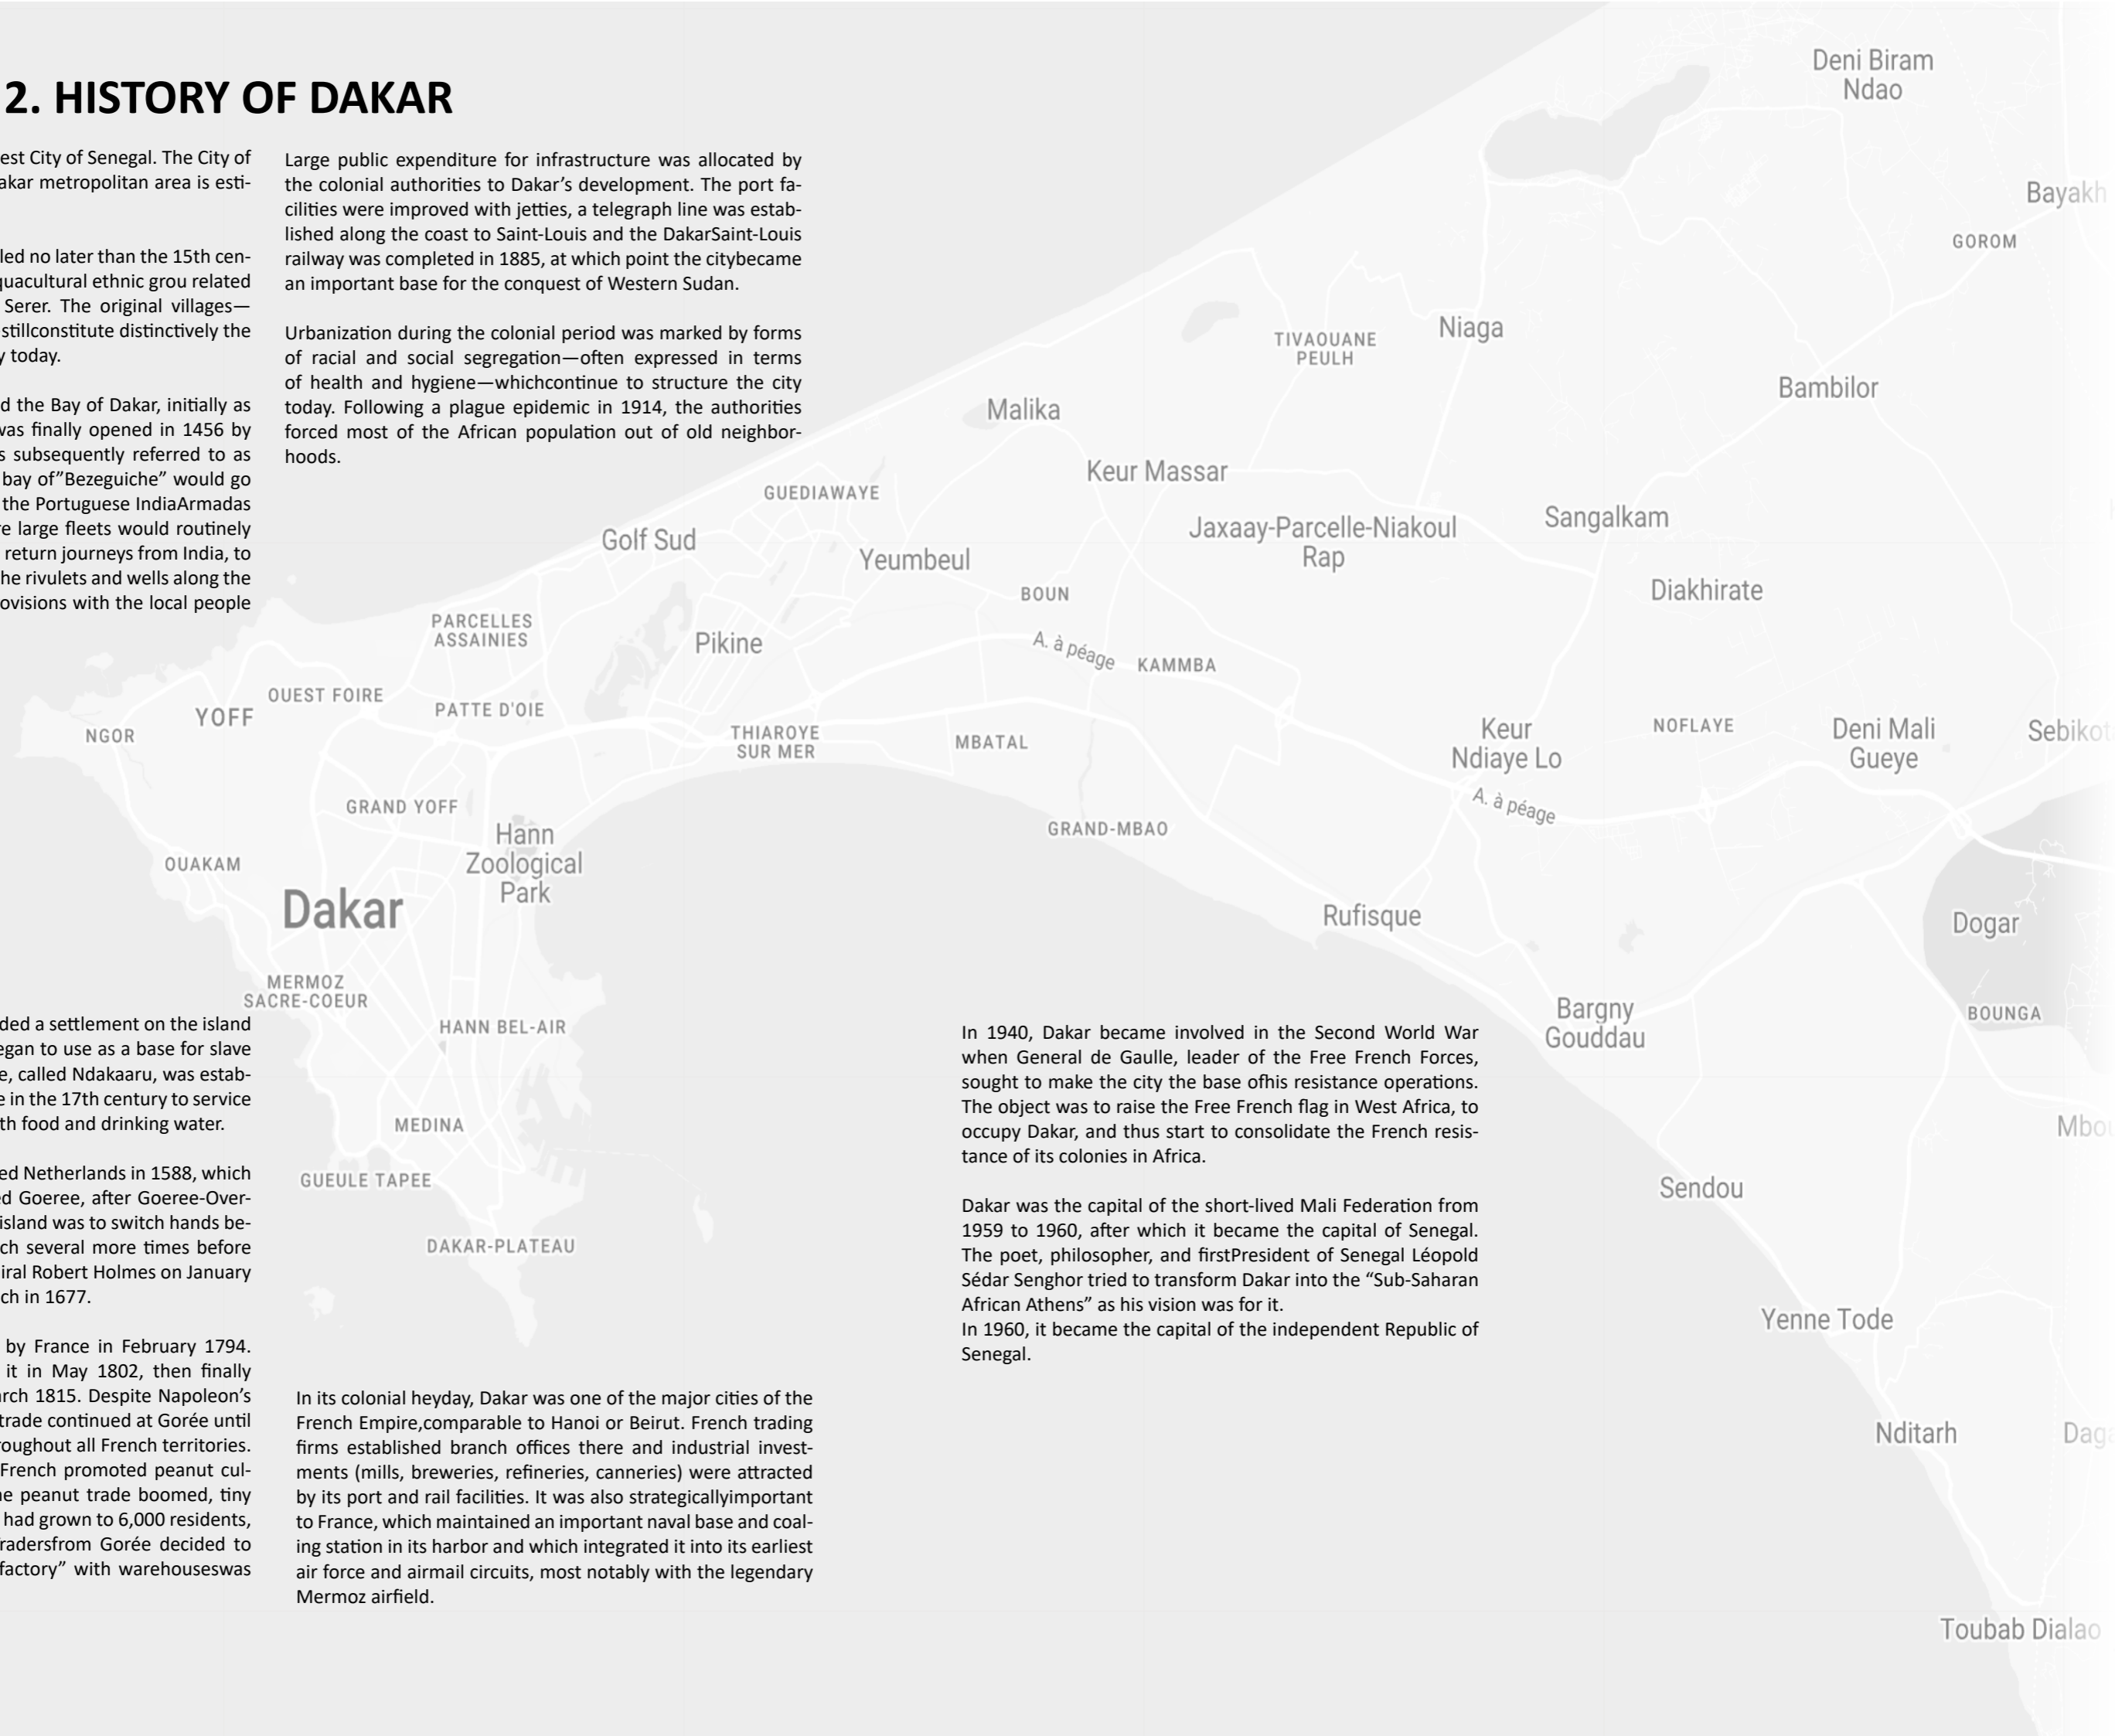 2. HISTORY OF DAKAR
est City of Senegal. The City of
akar metropolitan area is esti-
led no later than the 15th cen-
quacultural ethnic grou related
Serer. The original villages—
stillconstitute distinctively the
y today.
d the Bay of Dakar, initially as
was finally opened in 1456 by
s subsequently referred to as
bay of”Bezeguiche” would go
the Portuguese IndiaArmadas
re large fleets would routinely
return journeys from India, to
he rivulets and wells along the
ovisions with the local people
ded a settlement on the island
egan to use as a base for slave
e, called Ndakaaru, was estab-
e in the 17th century to service
th food and drinking water.
ed Netherlands in 1588, which
ed Goeree, after Goeree-Over-
island was to switch hands be-
ch several more times before
iral Robert Holmes on January
ch in 1677.
by France in February 1794.
it in May 1802, then finally
arch 1815. Despite Napoleon’s
trade continued at Gorée until
roughout all French territories.
French promoted peanut cul-
ne peanut trade boomed, tiny
had grown to 6,000 residents,
radersfrom Gorée decided to
factory” with warehouseswas
Large public expenditure for infrastructure was allocated by
the colonial authorities to Dakar’s development. The port fa-
cilities were improved with jetties, a telegraph line was estab-
lished along the coast to Saint-Louis and the DakarSaint-Louis
railway was completed in 1885, at which point the citybecame
an important base for the conquest of Western Sudan.
Urbanization during the colonial period was marked by forms
of racial and social segregation—often expressed in terms
of health and hygiene—whichcontinue to structure the city
today. Following a plague epidemic in 1914, the authorities
forced most of the African population out of old neighbor-
hoods.
In its colonial heyday, Dakar was one of the major cities of the
French Empire,comparable to Hanoi or Beirut. French trading
firms established branch offices there and industrial invest-
ments (mills, breweries, refineries, canneries) were attracted
by its port and rail facilities. It was also strategicallyimportant
to France, which maintained an important naval base and coal-
ing station in its harbor and which integrated it into its earliest
air force and airmail circuits, most notably with the legendary
Mermoz airfield.
In 1940, Dakar became involved in the Second World War
when General de Gaulle, leader of the Free French Forces,
sought to make the city the base ofhis resistance operations.
The object was to raise the Free French flag in West Africa, to
occupy Dakar, and thus start to consolidate the French resis-
tance of its colonies in Africa.
Dakar was the capital of the short-lived Mali Federation from
1959 to 1960, after which it became the capital of Senegal.
The poet, philosopher, and firstPresident of Senegal Léopold
Sédar Senghor tried to transform Dakar into the “Sub-Saharan
African Athens” as his vision was for it.
In 1960, it became the capital of the independent Republic of
Senegal.
Deni Biram
Ndao
Bayakh
GOROM
TIVAOUANE
PEULH
Niaga
Bambilor
Malika
Keur Massar
GUEDIAWAYE
Golf Sud
Yeumbeul
Jaxaay-Parcelle-Niakoul
Rap
Sangalkam
Diakhirate
BOUN
PARCELLES
ASSAINIES
Pikine
A. à péage
KAMMBA
OUEST FOIRE
YOFF
PATTE D'OIE
NGOR
THIAROYE
SUR MER
MBATAL
Keur
Ndiaye Lo
NOFLAYE
Deni Mali
Gueye
Sebikot
A. à péage
GRAND YOFF
Hann
Zoological
Park
GRAND-MBAO
OUAKAM
Dakar
Rufisque
Dogar
MERMOZ
SACRE-COEUR
HANN BEL-AIR
Bargny
Gouddau
BOUNGA
MEDINA
Mbou
GUEULE TAPEE
Sendou
DAKAR-PLATEAU
Yenne Tode
Nditarh
Daga
Toubab Dialao